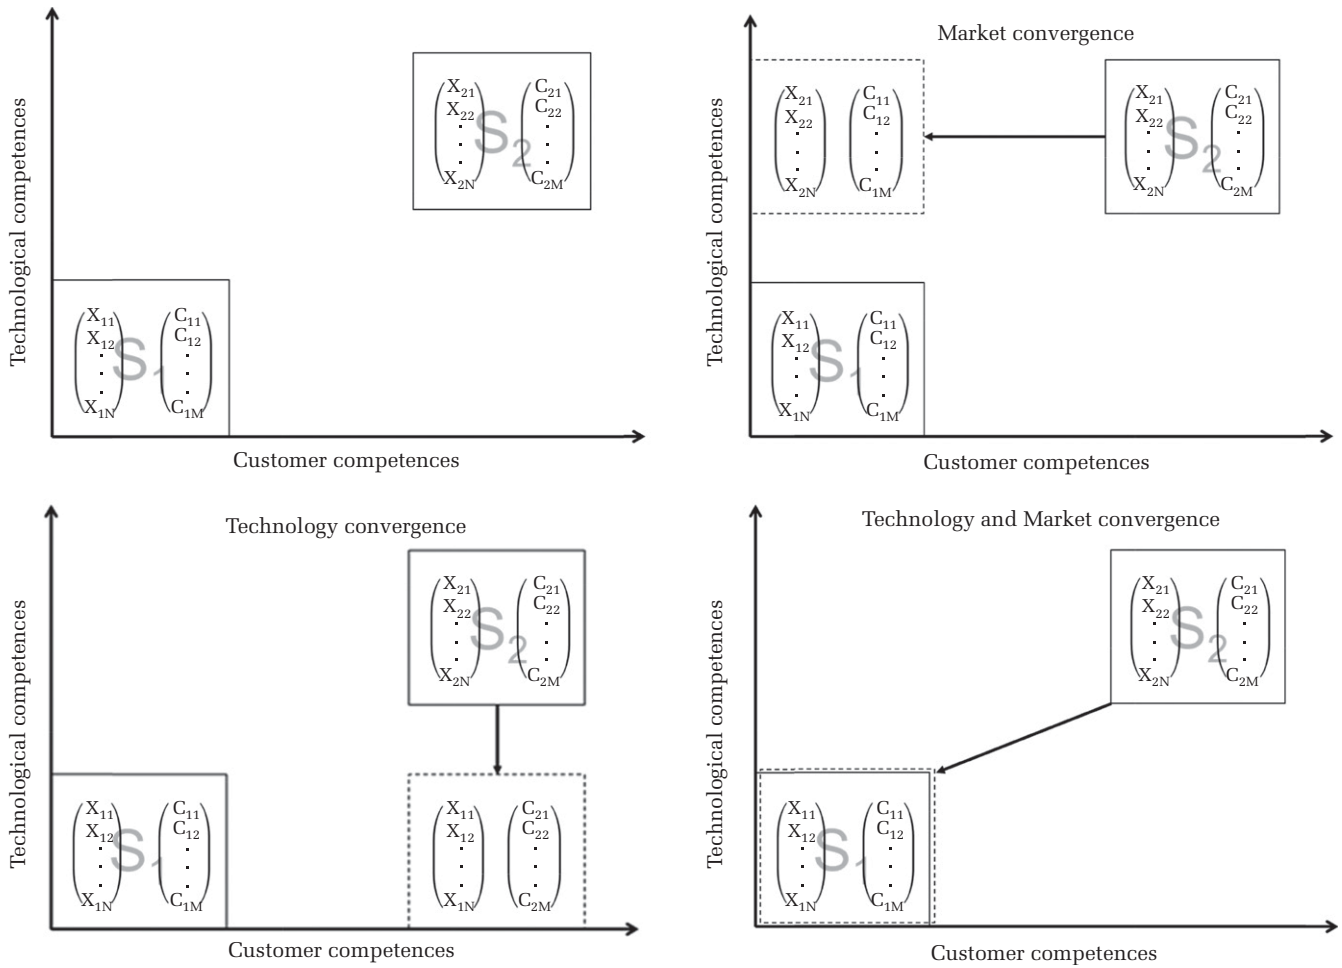 Technological competences
X21
X22
X2N
S2
C21
C22
C2M
X11
X12
X1N
S1
C11
C12
C1M
Customer competences
Market convergence
Technological competences
X21
X22
X2N
C11
C12
C1M
X21
X22
X2N
S2
C21
C22
C2M
X11
X12
X1N
S1
C11
C12
C1M
Customer competences
Technology convergence
Technological competences
X21
X22
X2N
S2
C21
C22
C2M
X11
X12
X1N
S1
C11
C12
C1M
X11
X12
X1N
C21
C22
C2M
Customer competences
Technology and Market convergence
Technological competences
X21
X22
X2N
S2
C21
C22
C2M
X11
X12
X1N
S1
C11
C12
C1M
Customer competences